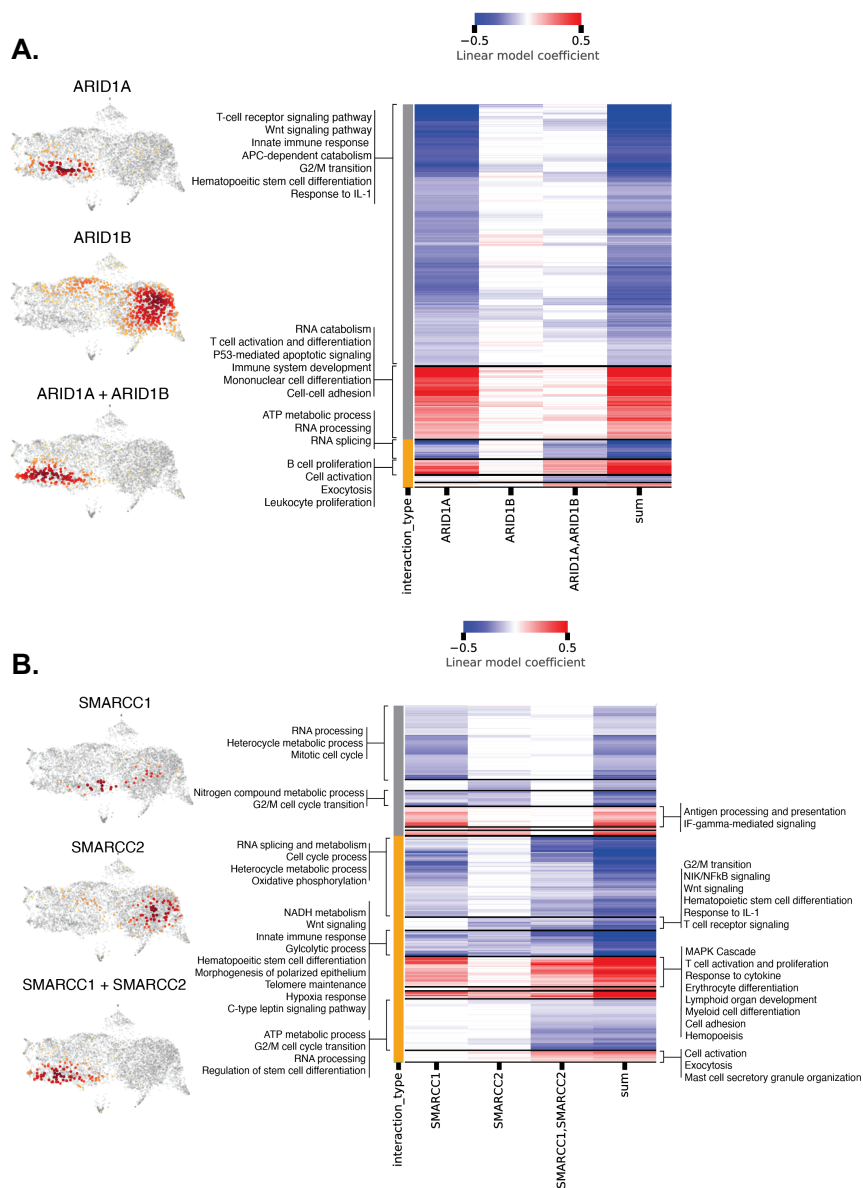 A.
−0.5
0.5
Linear model coefficient
ARID1A
ARID1B
ARID1A + ARID1B
T-cell receptor signaling pathway
Wnt signaling pathway
Innate immune response
APC-dependent catabolism
G2/M transition
Hematopoeitic stem cell differentiation
Response to IL-1
RNA catabolism
T cell activation and differentiation
P53-mediated apoptotic signaling
Immune system development
Mononuclear cell differentiation
Cell-cell adhesion
ATP metabolic process
RNA processing
RNA splicing
B cell proliferation
Cell activation
Exocytosis
Leukocyte proliferation
interaction_type
ARID1A
ARID1B
ARID1A,ARID1B
sum
B.
−0.5
0.5
Linear model coefficient
SMARCC1
SMARCC2
SMARCC1 + SMARCC2
RNA processing
Heterocycle metabolic process
Mitotic cell cycle
Nitrogen compound metabolic process
G2/M cell cycle transition
RNA splicing and metabolism
Cell cycle process
Heterocycle metabolic process
Oxidative phosphorylation
NADH metabolism
Wnt signaling
Innate immune response
Gylcolytic process
Hematopoeitic stem cell differentiation
Morphogenesis of polarized epithelium
Telomere maintenance
Hypoxia response
C-type leptin signaling pathway
ATP metabolic process
G2/M cell cycle transition
RNA processing
Regulation of stem cell differentiation
Antigen processing and presentation
IF-gamma-mediated signaling
G2/M transition
NIK/NFkB signaling
Wnt signaling
Hematopoietic stem cell differentiation
Response to IL-1
T cell receptor signaling
MAPK Cascade
T cell activation and proliferation
Response to cytokine
Erythrocyte differentiation
Lymphoid organ development
Myeloid cell differentiation
Cell adhesion
Hemopoeisis
Cell activation
Exocytosis
Mast cell secretory granule organization
interaction_type
SMARCC1
SMARCC2
SMARCC1,SMARCC2
sum